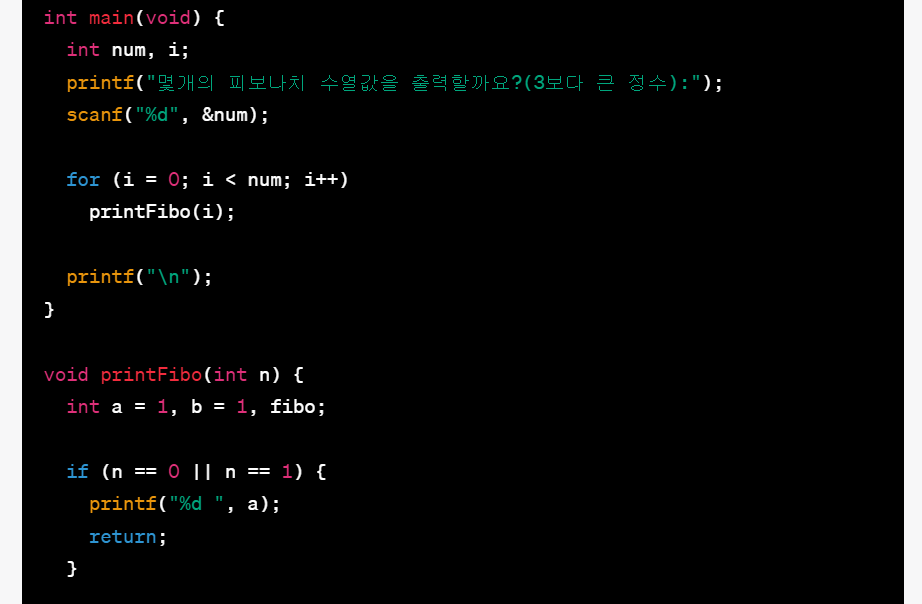 int main(void) {
int num, i;
printf("몇개의 피보나치 수열값을 출력할까요?(3보다 큰 정수):");
scanf("%d", &num);
for (i = 0; i < num; i++)
printFibo(i);
printf("\n");
}
void printFibo(int n) {
int a = 1, b = 1, fibo;
if (n == 0 || n == 1) {
printf("%d ", a);
return;
}